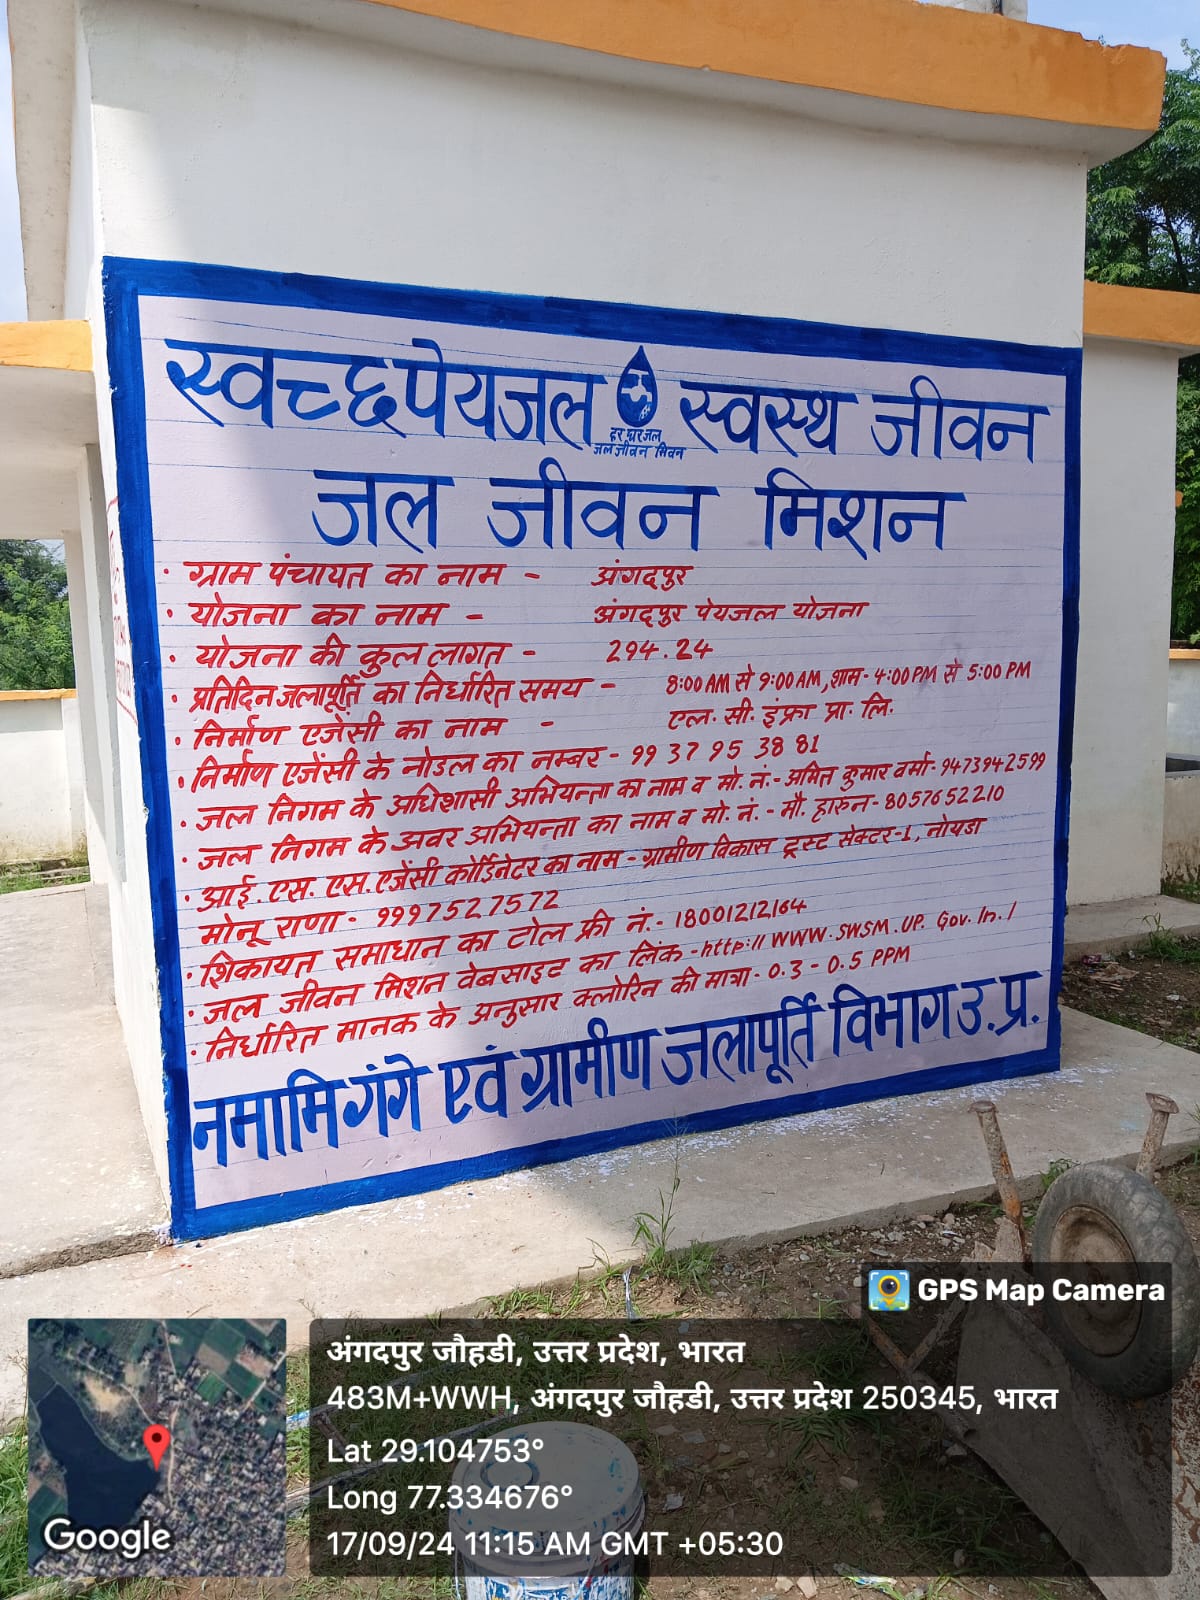 स्वच्छपेयजल स्वस्थ जीवन
हर घर जल
जल जीवन मिशन
जल जीवन मिशन
· ग्राम पंचायत का नाम - अंगदपुर
· योजना का नाम - अंगदपुर पेयजल योजना
· योजना की कुल लागत - 294.24
· प्रतिदिन जलापूर्ति का निर्धारित समय - 8:00 AM से 9:00 AM, शाम - 4:00 PM से 5:00 PM
· निर्माण एजेंसी का नाम - एल. सी. इंफ्रा प्रा. लि.
· निर्माण एजेंसी के नोडल का नम्बर - 99 37 95 38 81
· जल निगम के अधिशासी अभियन्ता का नाम व मो. नं.- अमित कुमार वर्मा- 9473942599
· जल निगम के अवर अभियन्ता का नाम व मो. नं. - मौ. हारुन - 8057652210
· आई. एस. एस. एजेंसी कोर्डिनेटर का नाम - ग्रामीण विकास ट्रस्ट सेक्टर-1, नोयडा
मोनू राणा - 9997527572
· शिकायत समाधान का टोल फ्री नं.- 18001212164
· जल जीवन मिशन वेबसाइट का लिंक -http:// WWW.SWSM.UP. Gov. In. /
· निर्धारित मानक के अनुसार क्लोरिन की मात्रा- 0.3 - 0.5 PPM
नमामि गंगे एवं ग्रामीण जलापूर्ति विभाग उ.प्र.
GPS Map Camera
अंगदपुर जौहडी, उत्तर प्रदेश, भारत
483M+WWH, अंगदपुर जौहडी, उत्तर प्रदेश 250345, भारत
Lat 29.104753°
Long 77.334676°
17/09/24 11:15 AM GMT +05:30
Google